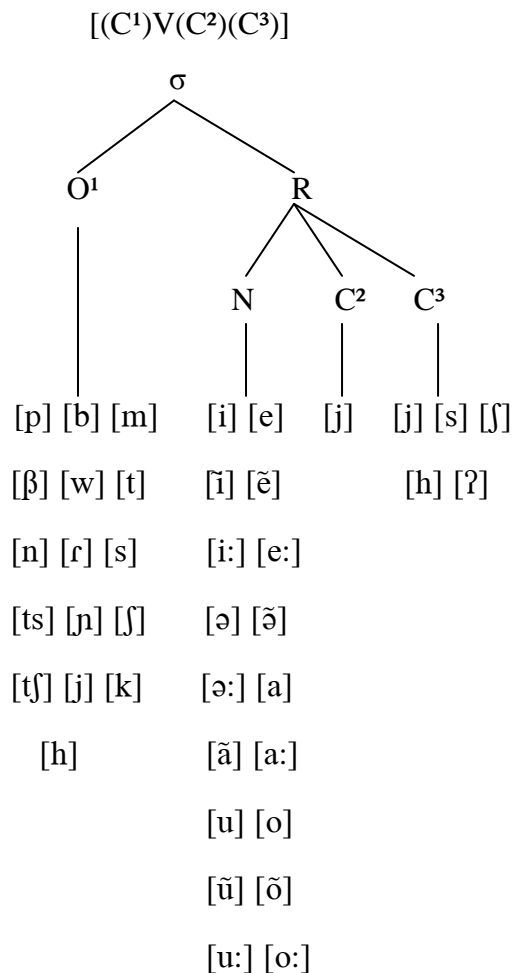 [(C¹)V(C²)(C³)]
σ
O¹ R
N C² C³
[p] [b] [m] [i] [e] [j] [j] [s] [ʃ]
[β] [w] [t] [ĩ] [ẽ] [h] [ʔ]
[n] [ɾ] [s] [i:] [e:]
[ts] [ɲ] [ʃ] [ə] [ə̃]
[tʃ] [j] [k] [ə:] [a]
[h] [ã] [a:]
[u] [o]
[ũ] [õ]
[u:] [o:]